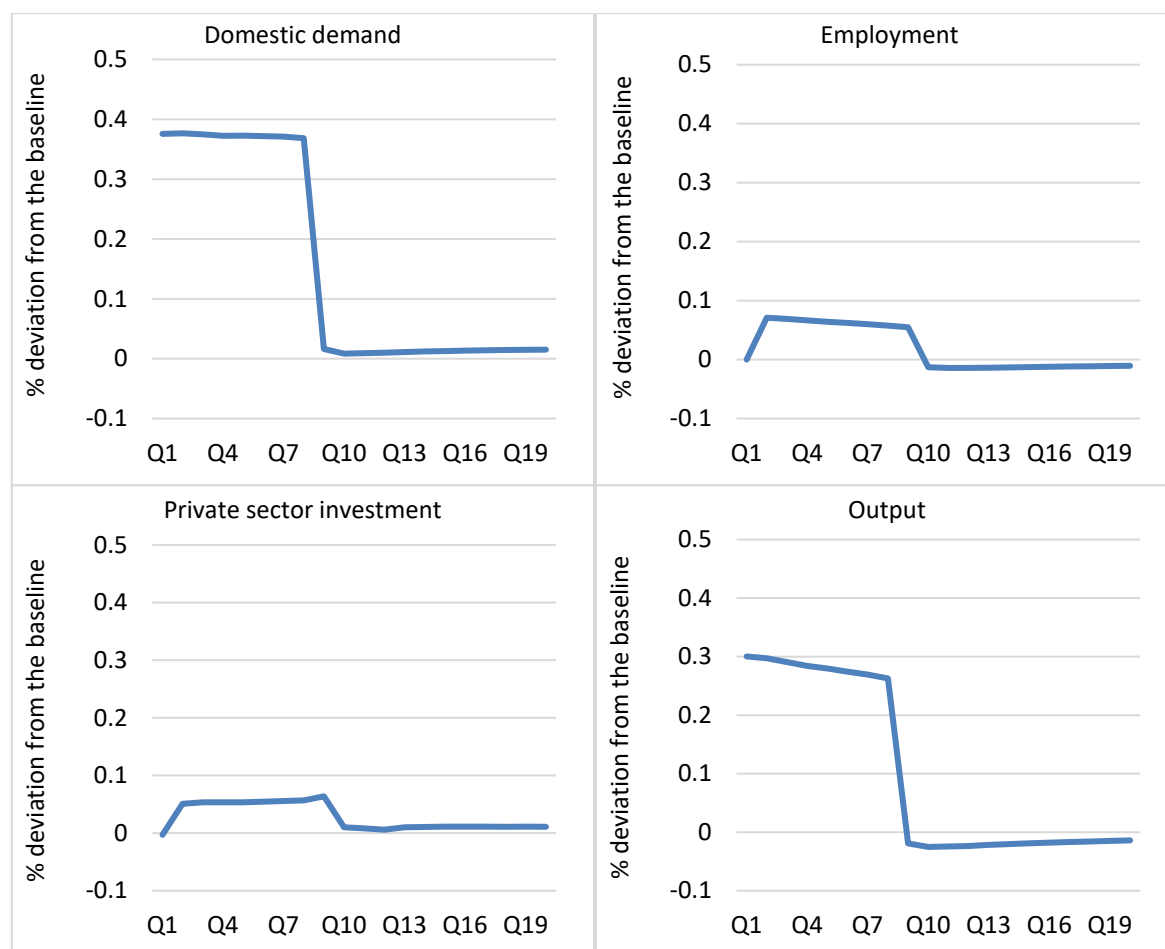 Domestic demand
% deviation from the baseline
0.5
0.4
0.3
0.2
0.1
0
-0.1
Q1 Q4 Q7 Q10 Q13 Q16 Q19
Employment
% deviation from the baseline
0.5
0.4
0.3
0.2
0.1
0
-0.1
Q1 Q4 Q7 Q10 Q13 Q16 Q19
Private sector investment
% deviation from the baseline
0.5
0.4
0.3
0.2
0.1
0
-0.1
Q1 Q4 Q7 Q10 Q13 Q16 Q19
Output
% deviation from the baseline
0.5
0.4
0.3
0.2
0.1
0
-0.1
Q1 Q4 Q7 Q10 Q13 Q16 Q19